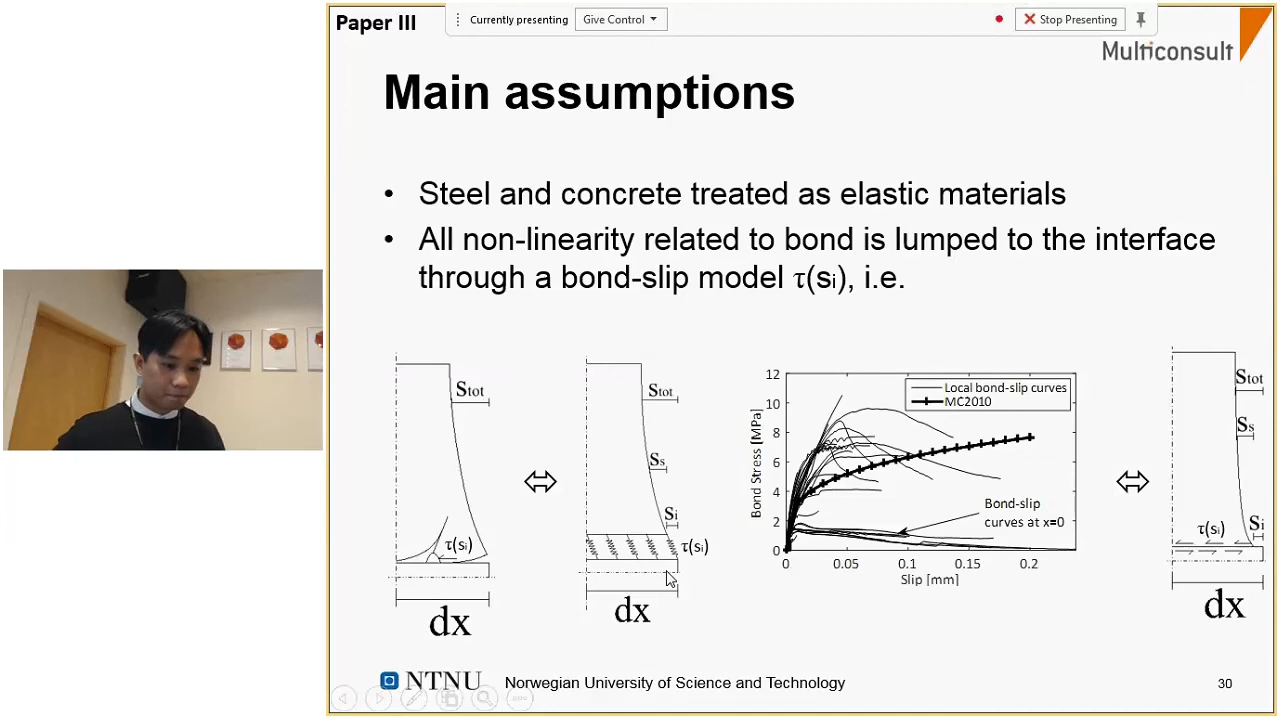 Paper III
Currently presenting
Give Control
Stop Presenting
Multiconsult
Main assumptions
• Steel and concrete treated as elastic materials
• All non-linearity related to bond is lumped to the interface
through a bond-slip model τ(si), i.e.
Stot
τ(si)
dx
Stot
Ss
Si
τ(si)
dx
Bond Stress [MPa]
12
10
8
6
4
2
0
Local bond-slip curves
MC2010
Bond-slip
curves at x=0
0 0.05 0.1 0.15 0.2
Slip [mm]
Stot
Ss
Si
τ(si)
dx
NTNU Norwegian University of Science and Technology
30